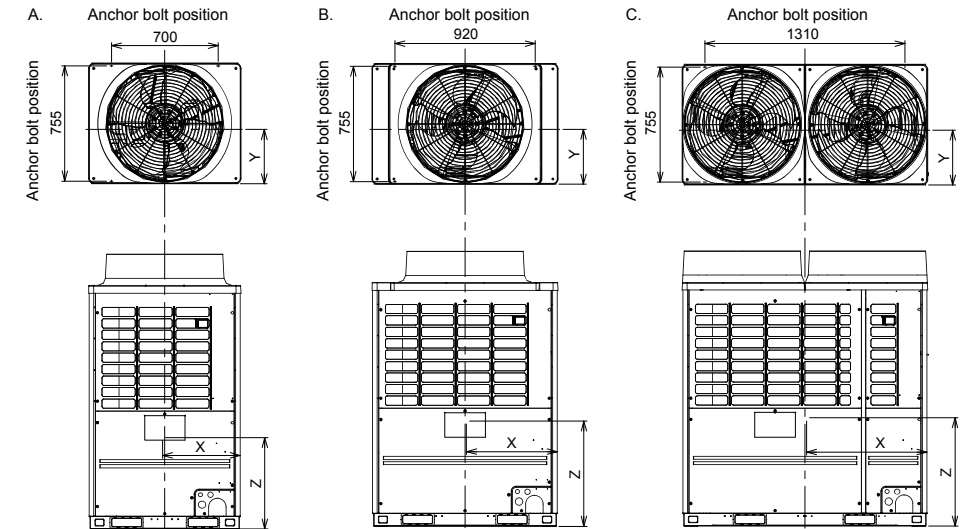 A. Anchor bolt position
700
Anchor bolt position
755
Y
X
Z
B. Anchor bolt position
920
Anchor bolt position
755
Y
X
Z
C. Anchor bolt position
1310
Anchor bolt position
755
Y
X
Z